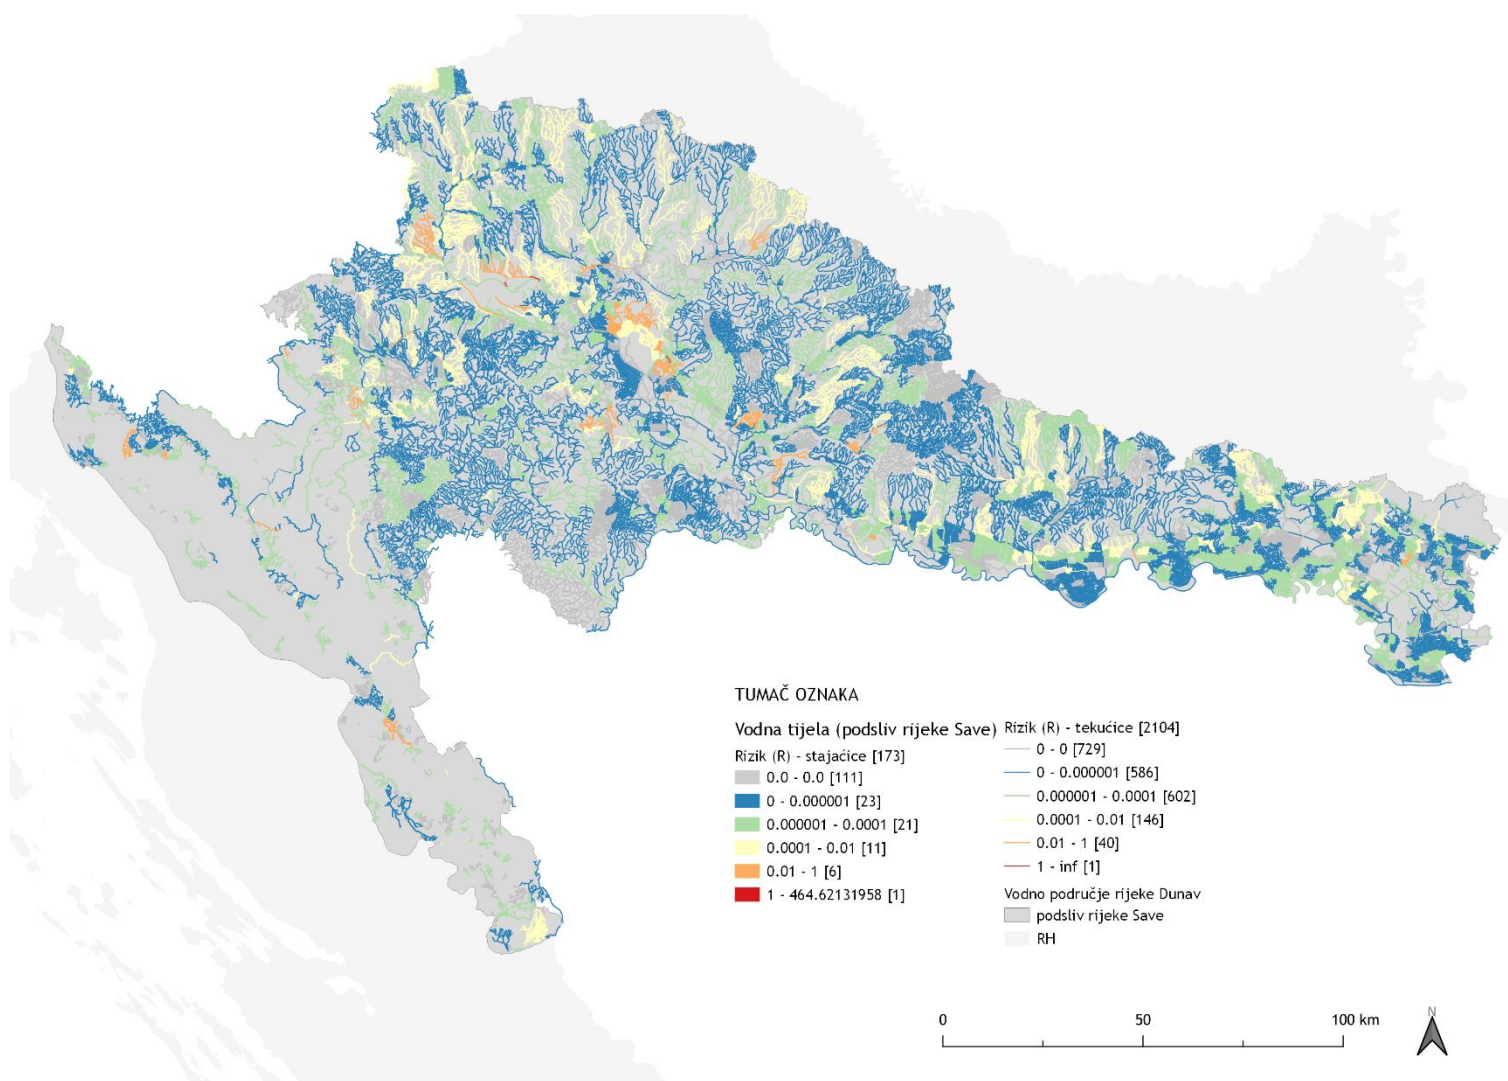 TUMAČ OZNAKA
Vodna tijela (podsliv rijeke Save)
Rizik (R) - stajaćice [173]
0.0 - 0.0 [111]
0 - 0.000001 [23]
0.000001 - 0.0001 [21]
0.0001 - 0.01 [11]
0.01 - 1 [6]
1 - 464.62131958 [1]
Rizik (R) - tekućice [2104]
0 - 0 [729]
0 - 0.000001 [586]
0.000001 - 0.0001 [602]
0.0001 - 0.01 [146]
0.01 - 1 [40]
1 - inf [1]
Vodno područje rijeke Dunav
podsliv rijeke Save
RH
0 50 100 km
N